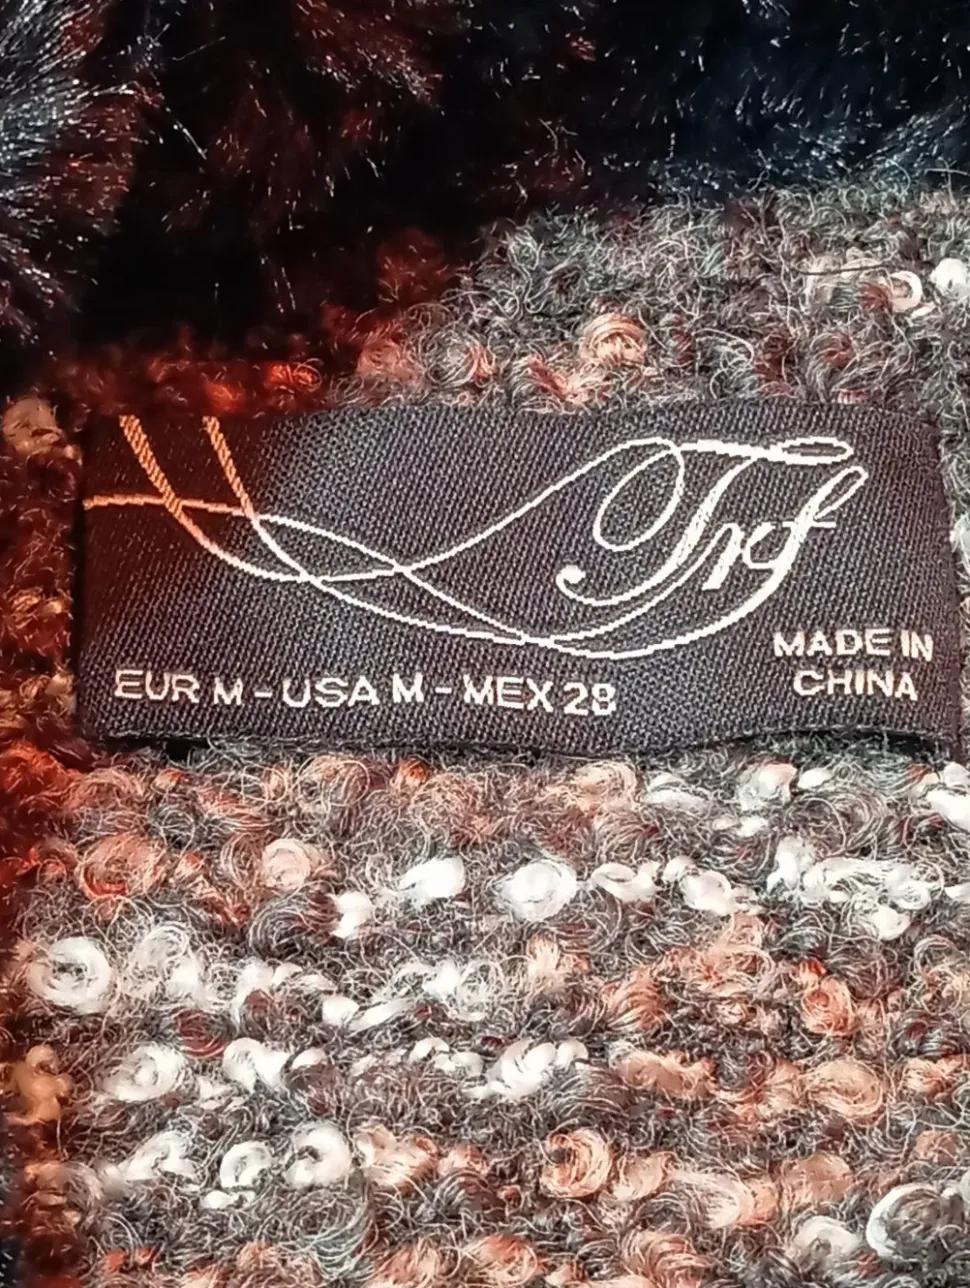 Trf
MADE IN
CHINA
EUR M - USA M - MEX 28